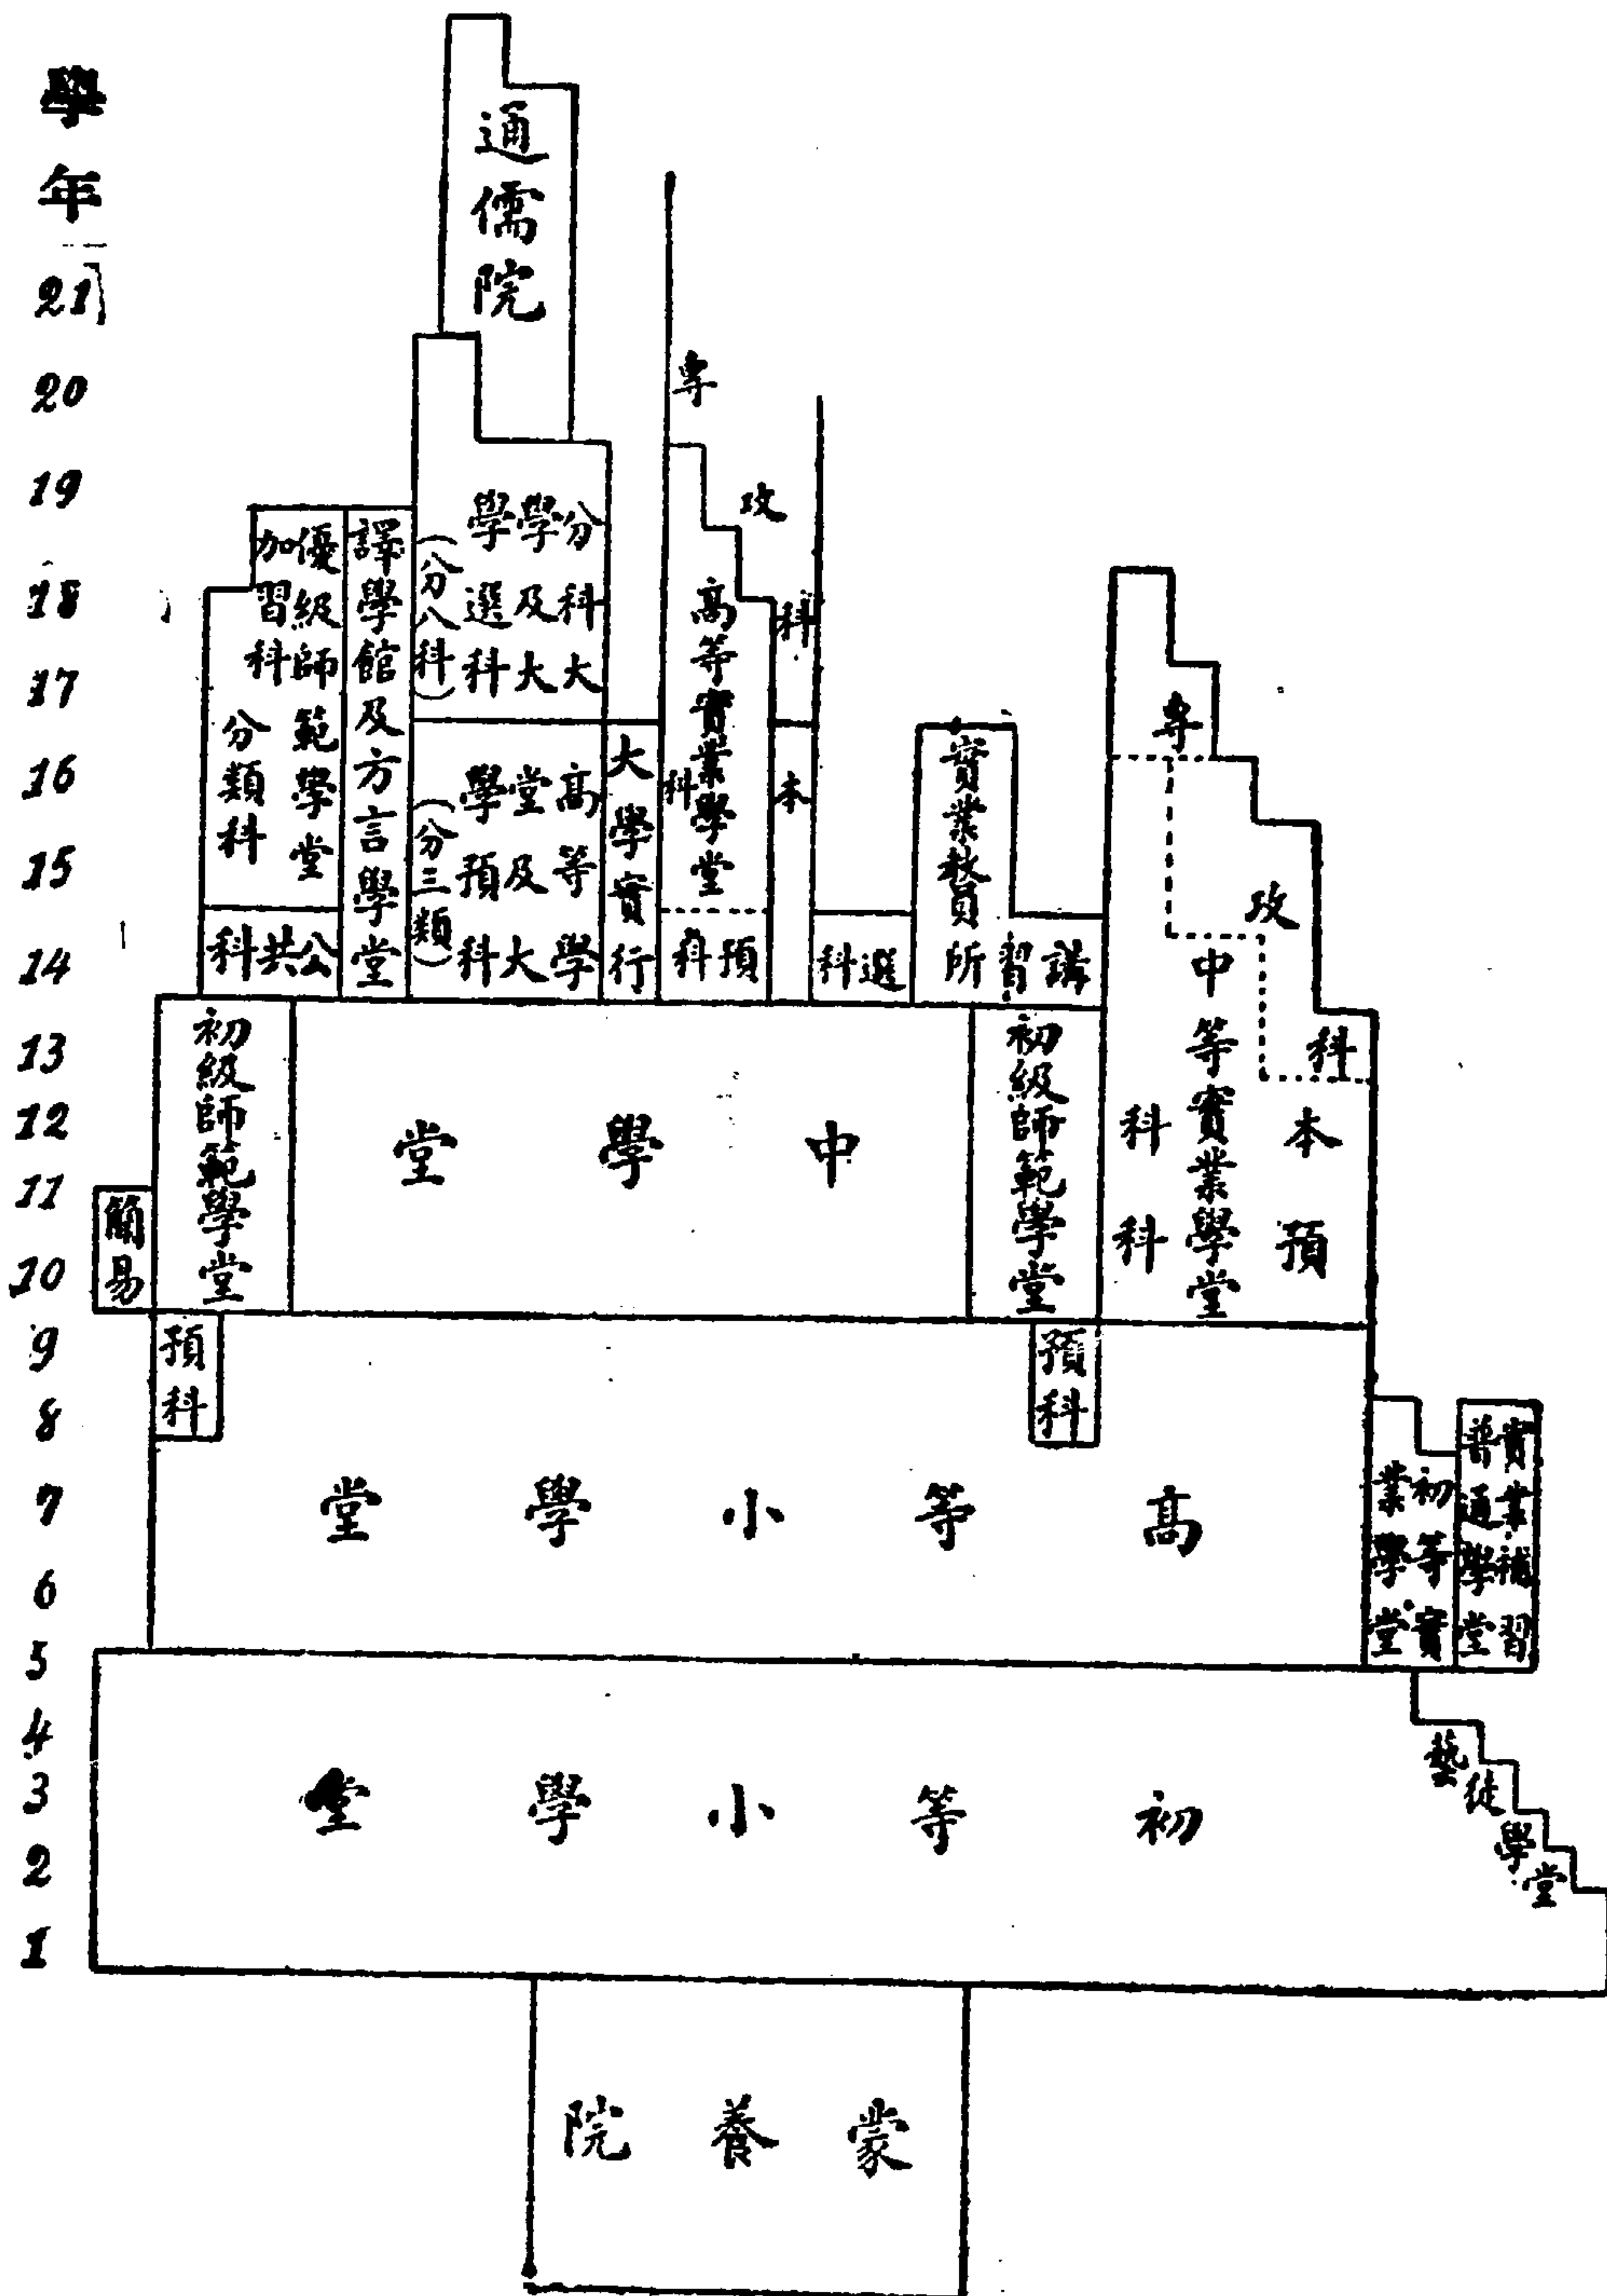 學年
21
20
19
18
17
16
15
14
13
12
11
10
9
8
7
6
5
4
3
2
1
通儒院
分科大學及大學選科
(分八科)
高等學堂及大學預科
(分三類)
大學實行
譯學館及方言學堂
優級師範學堂
加習科
分類科
公共科
專攻科
高等實業學堂
本科
預科
選科
實業教員講習所
專攻科
中等實業學堂
本科
預科
初級師範學堂
中學堂
初級師範學堂
簡易
預科
預科
高等小學堂
初等實業學堂
實業補習普通學堂
初等小學堂
藝徒學堂
蒙養院